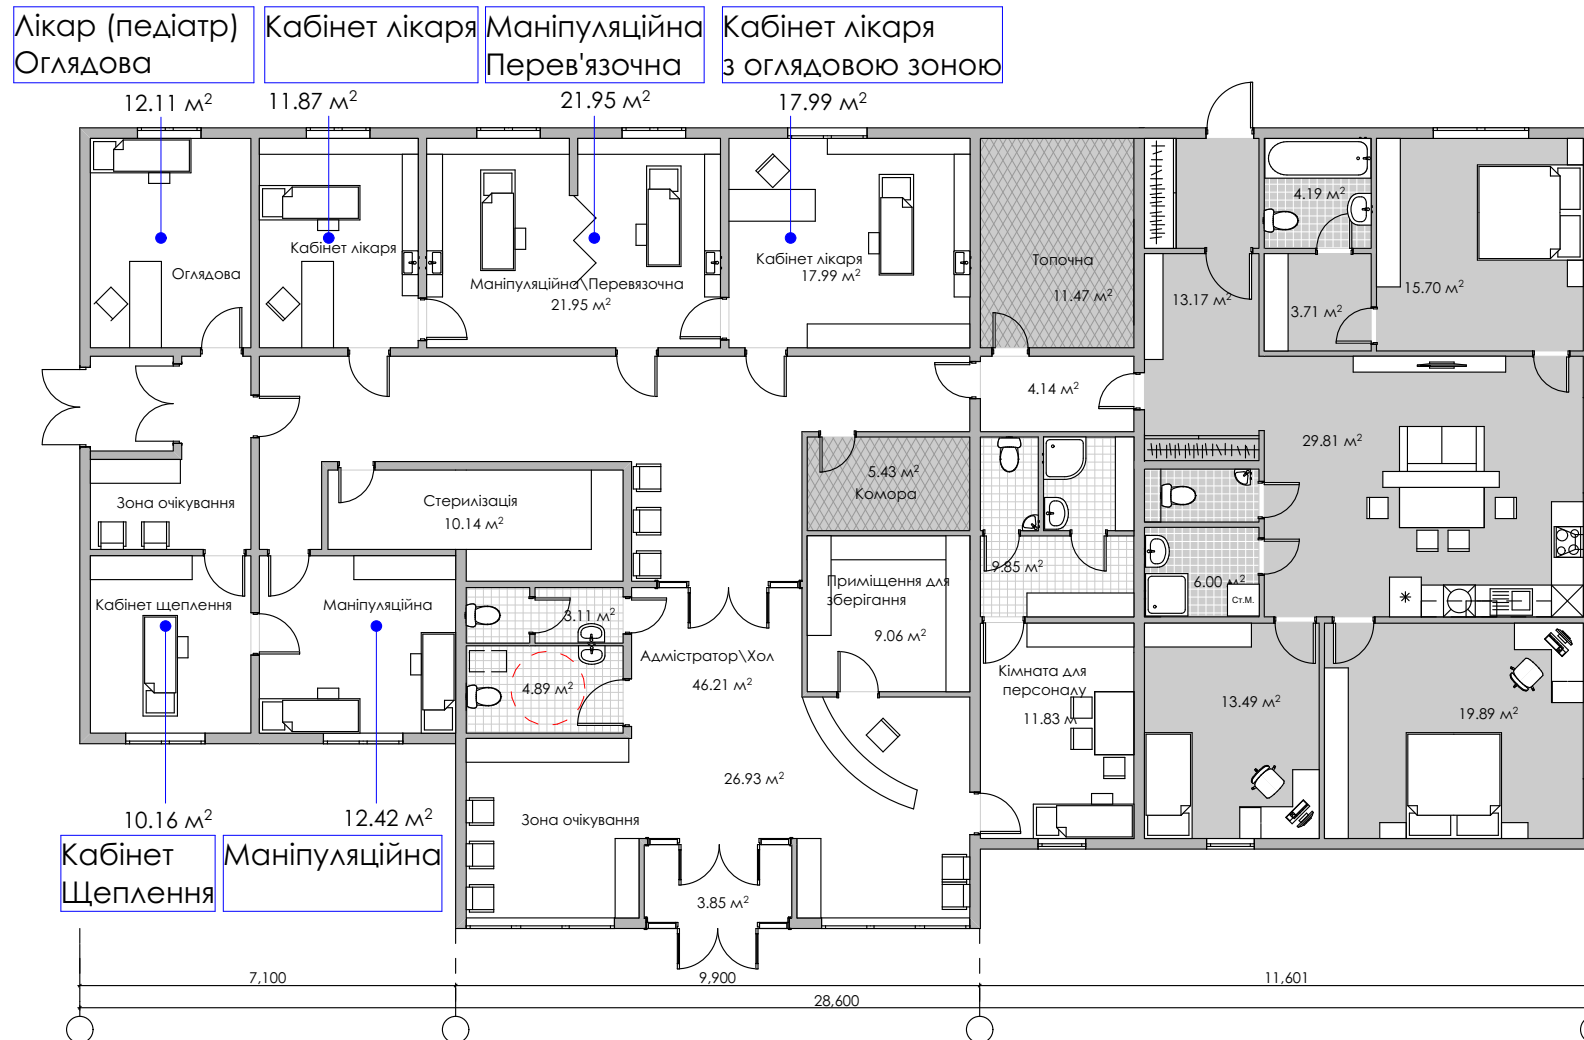 Лікар (педіатр)
Оглядова
Кабінет лікаря
Маніпуляційна
Перев'язочна
Кабінет лікаря
з оглядовою зоною
12.11 м²
11.87 м²
21.95 м²
17.99 м²
Оглядова
Кабінет лікаря
Маніпуляційна\Перевязочна
21.95 м²
Кабінет лікаря
17.99 м²
Топочна
11.47 м²
13.17 м²
4.19 м²
3.71 м²
15.70 м²
4.14 м²
29.81 м²
5.43 м²
Комора
Зона очікування
Стерилізація
10.14 м²
9.85 м²
6.00 м²
Ст.М.
Кабінет щеплення
Маніпуляційна
3.11 м²
4.89 м²
Адмістратор\Хол
46.21 м²
Приміщення для
зберігання
9.06 м²
Кімната для
персоналу
11.83 м
13.49 м²
19.89 м²
26.93 м²
Зона очікування
3.85 м²
10.16 м²
12.42 м²
Кабінет
Щеплення
Маніпуляційна
7,100
9,900
11,601
28,600